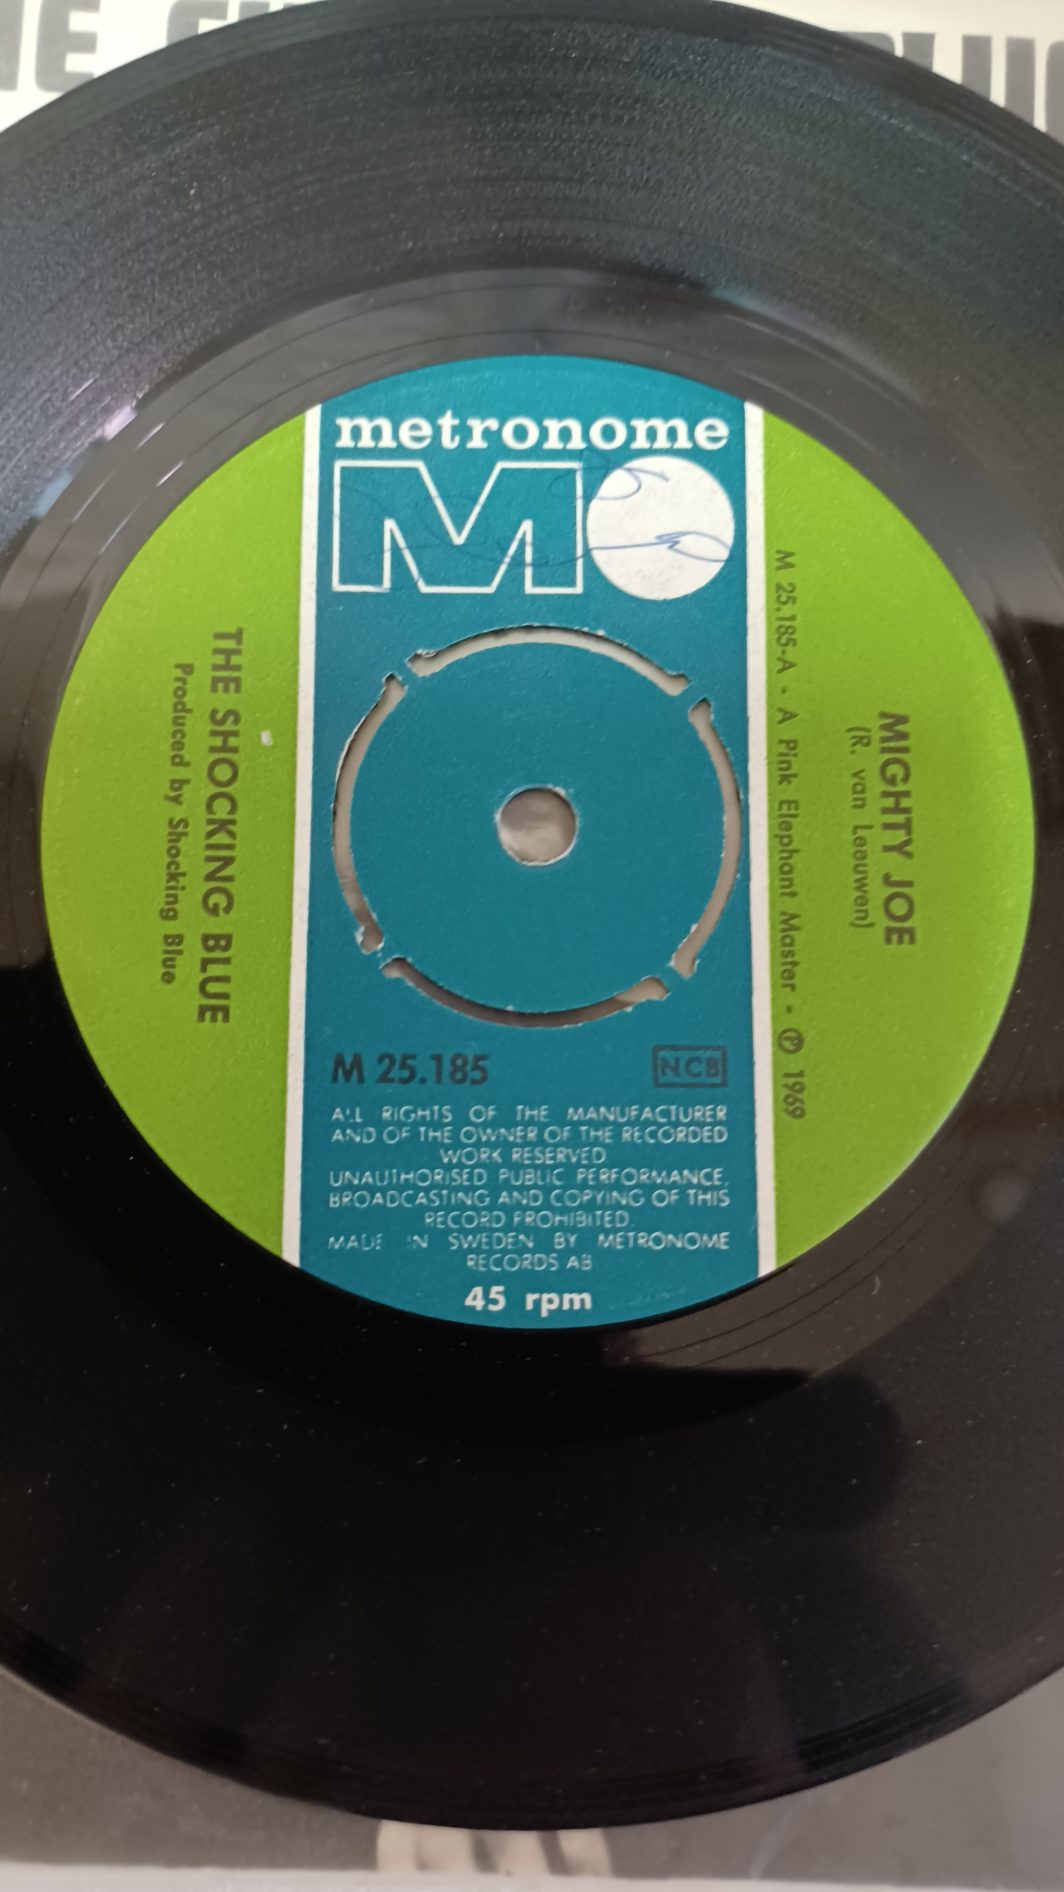 metronome
M
MIGHTY JOE
(R. van Leeuwen)
M 25.185-A - A Pink Elephant Master - Ⓟ 1969
THE SHOCKING BLUE
Produced by Shocking Blue
M 25.185
NCB
ALL RIGHTS OF THE MANUFACTURER
AND OF THE OWNER OF THE RECORDED
WORK RESERVED
UNAUTHORISED PUBLIC PERFORMANCE,
BROADCASTING AND COPYING OF THIS
RECORD PROHIBITED.
MADE IN SWEDEN BY METRONOME
RECORDS AB
45 rpm